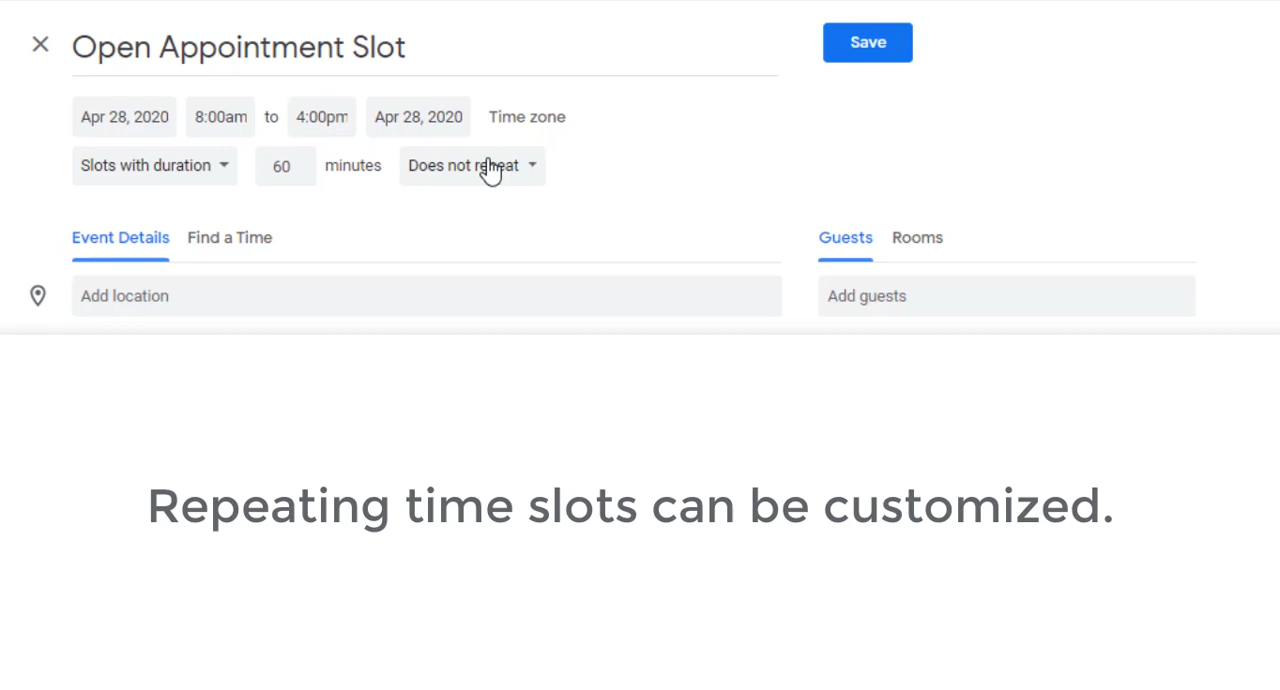 Open Appointment Slot
Save
Apr 28, 2020 8:00am to 4:00pm Apr 28, 2020 Time zone
Slots with duration 60 minutes Does not repeat
Event Details Find a Time
Guests Rooms
Add location
Add guests
Repeating time slots can be customized.